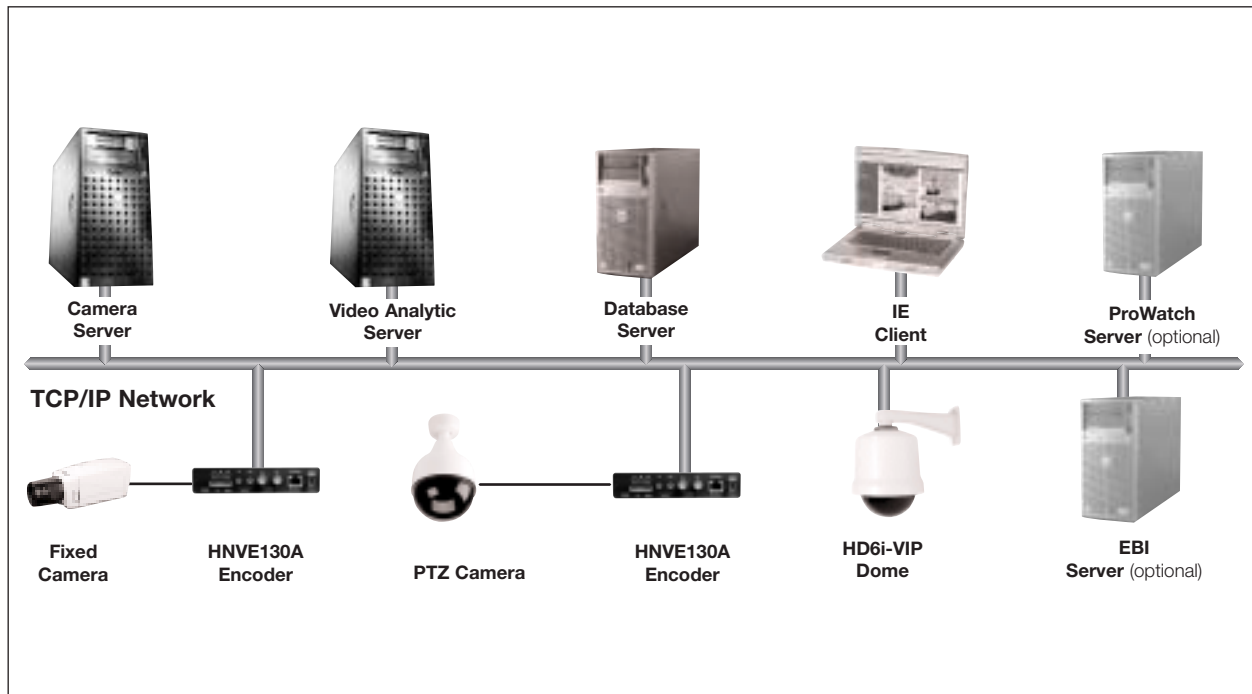 Camera
Server
Video Analytic
Server
Database
Server
IE
Client
ProWatch
Server (optional)
TCP/IP Network
Fixed
Camera
HNVE130A
Encoder
PTZ Camera
HNVE130A
Encoder
HD6i-VIP
Dome
EBI
Server (optional)